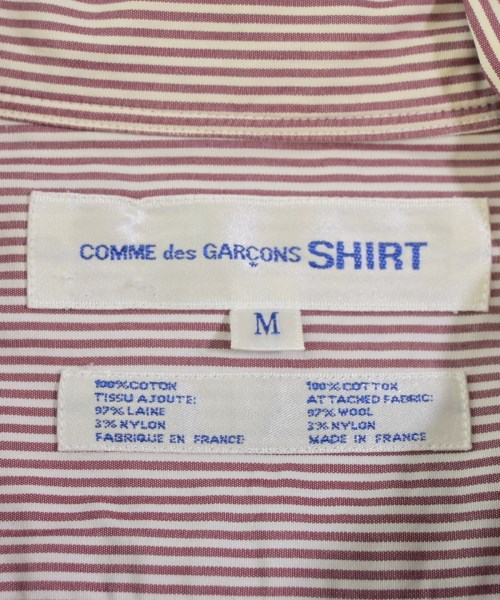 COMME des GARÇONS SHIRT
M
100% COTON
TISSU AJOUTE:
97% LAINE
3% NYLON
FABRIQUE EN FRANCE
100% COTTON
ATTACHED FABRIC:
97% WOOL
3% NYLON
MADE IN FRANCE